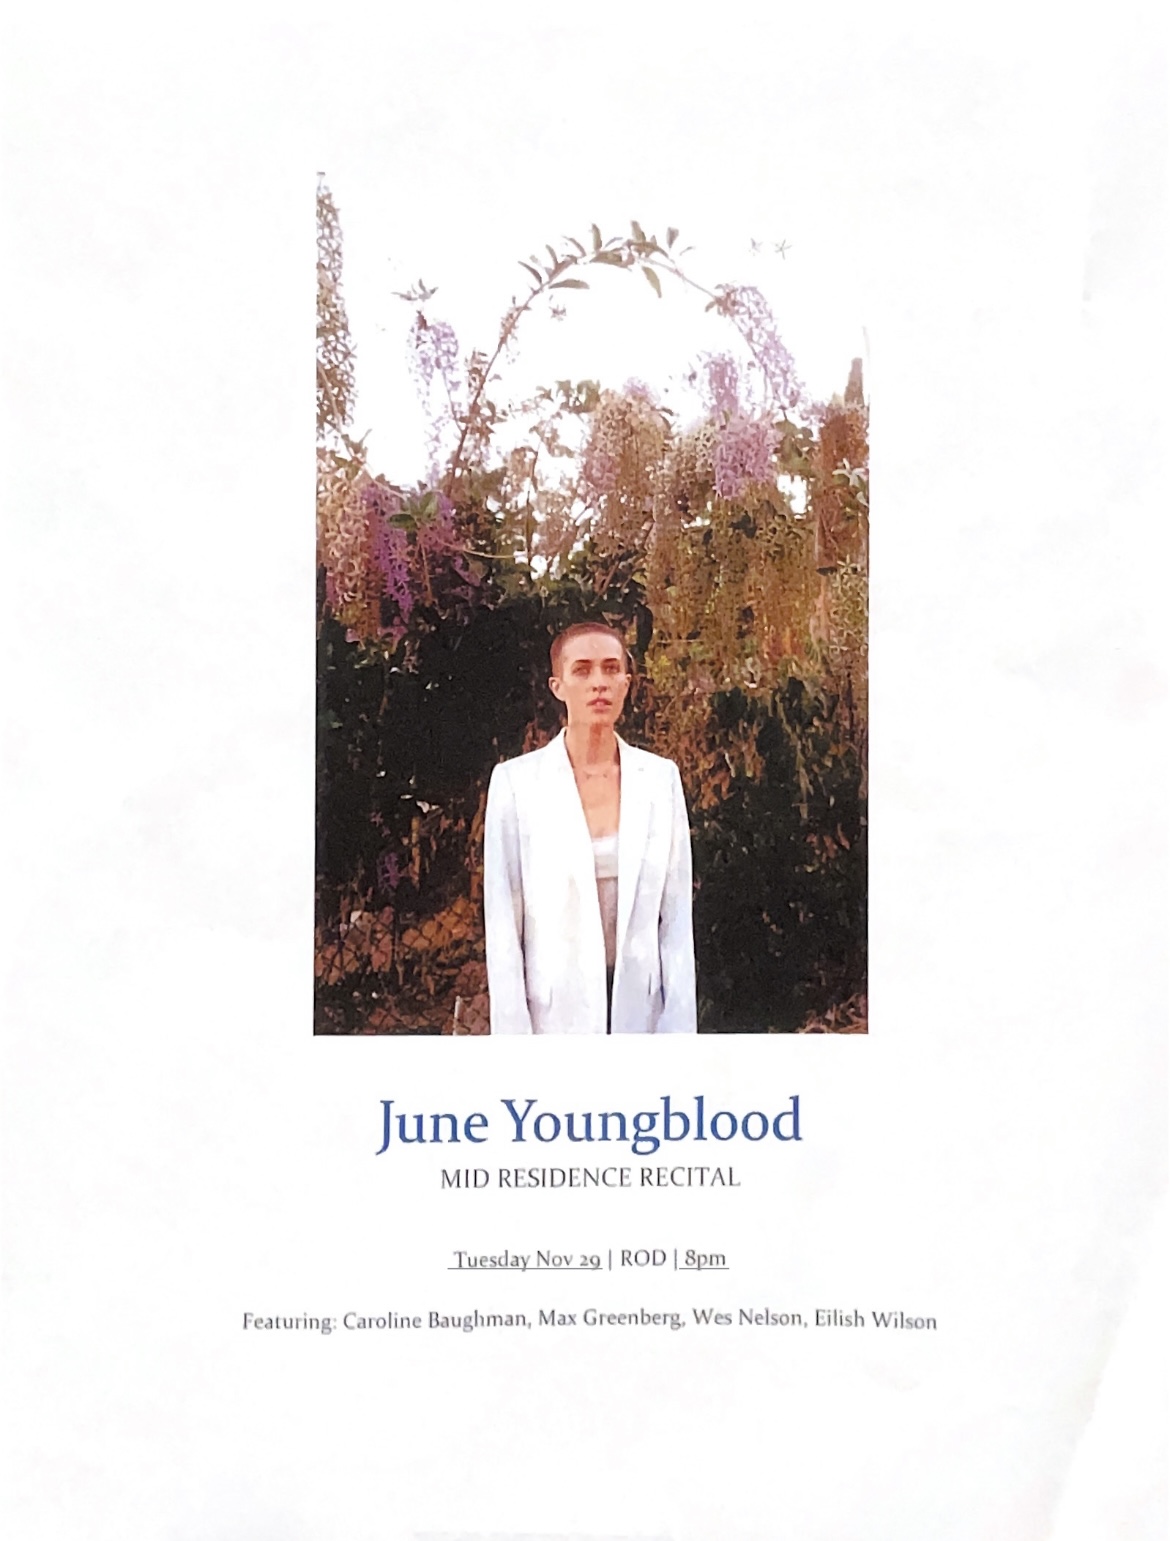 June Youngblood
MID RESIDENCE RECITAL
Tuesday Nov 29 | ROD | 8pm
Featuring: Caroline Baughman, Max Greenberg, Wes Nelson, Eilish Wilson